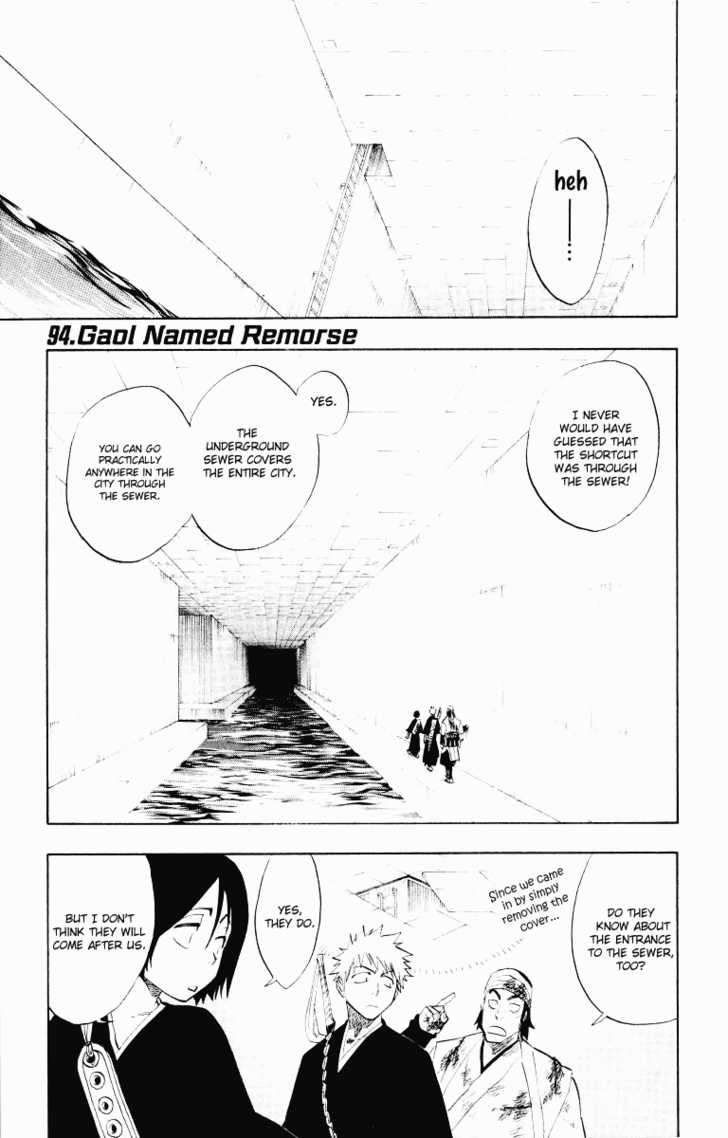 heh
—...
94.Gaol Named Remorse
I NEVER
WOULD HAVE
GUESSED THAT
THE SHORTCUT
WAS THROUGH
THE SEWER!
YES.
THE
UNDERGROUND
SEWER COVERS
THE ENTIRE CITY.
YOU CAN GO
PRACTICALLY
ANYWHERE IN THE
CITY THROUGH
THE SEWER.
DO THEY
KNOW ABOUT
THE ENTRANCE
TO THE SEWER,
TOO?
Since we came
in by simply
removing the
cover...
YES,
THEY DO.
BUT I DON'T
THINK THEY WILL
COME AFTER US.